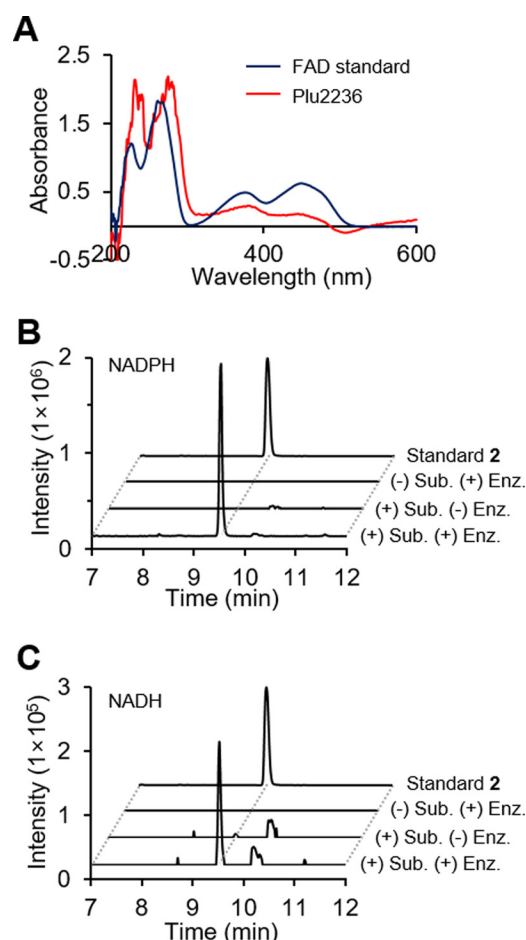 A
2.5
FAD standard
Plu2236
1.5
Absorbance
0.5
-0.5
200
400
600
Wavelength (nm)
B
2
NADPH
Intensity (1×10⁶)
1
Standard 2
(-) Sub. (+) Enz.
(+) Sub. (-) Enz.
(+) Sub. (+) Enz.
0
7 8 9 10 11 12
Time (min)
C
3
NADH
Intensity (1×10⁵)
2
Standard 2
1
(-) Sub. (+) Enz.
(+) Sub. (-) Enz.
(+) Sub. (+) Enz.
0
7 8 9 10 11 12
Time (min)